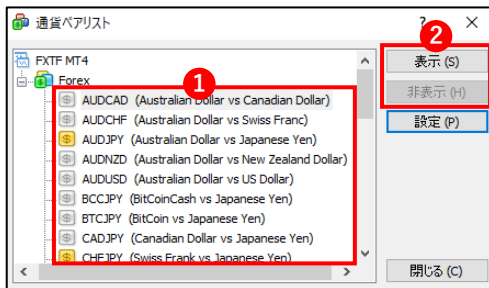 通貨ペアリスト
?
2
FXTF MT4
表示 (S)
Forex
1
非表示 (H)
AUDCAD (Australian Dollar vs Canadian Dollar)
AUDCHF (Australian Dollar vs Swiss Franc)
設定 (P)
AUDJPY (Australian Dollar vs Japanese Yen)
AUDNZD (Australian Dollar vs New Zealand Dollar)
AUDUSD (Australian Dollar vs US Dollar)
BCCJPY (BitCoinCash vs Japanese Yen)
BTCJPY (BitCoin vs Japanese Yen)
CADJPY (Canadian Dollar vs Japanese Yen)
CHFJPY (Swiss Frank vs Japanese Yen)
閉じる (C)